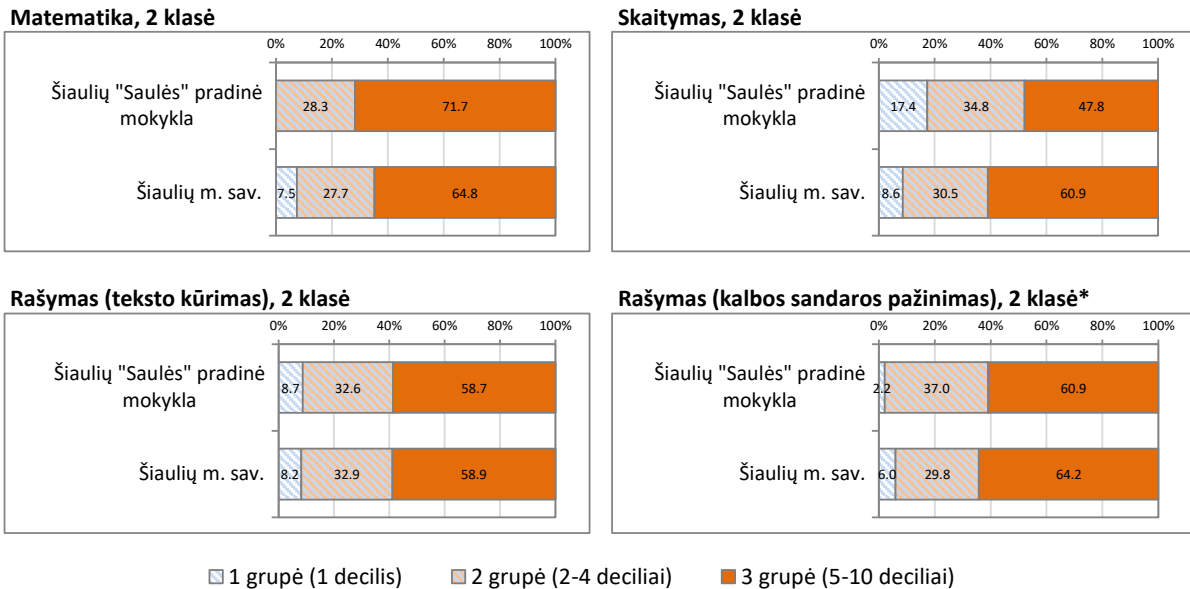 Matematika, 2 klasė
0% 20% 40% 60% 80% 100%
Šiaulių "Saulės" pradinė
mokykla
28.3 71.7
Šiaulių m. sav.
7.5 27.7 64.8
Skaitymas, 2 klasė
0% 20% 40% 60% 80% 100%
Šiaulių "Saulės" pradinė
mokykla
17.4 34.8 47.8
Šiaulių m. sav.
8.6 30.5 60.9
Rašymas (teksto kūrimas), 2 klasė
0% 20% 40% 60% 80% 100%
Šiaulių "Saulės" pradinė
mokykla
8.7 32.6 58.7
Šiaulių m. sav.
8.2 32.9 58.9
Rašymas (kalbos sandaros pažinimas), 2 klasė*
0% 20% 40% 60% 80% 100%
Šiaulių "Saulės" pradinė
mokykla
2.2 37.0 60.9
Šiaulių m. sav.
6.0 29.8 64.2
1 grupė (1 decilis) 2 grupė (2-4 deciliai) 3 grupė (5-10 deciliai)